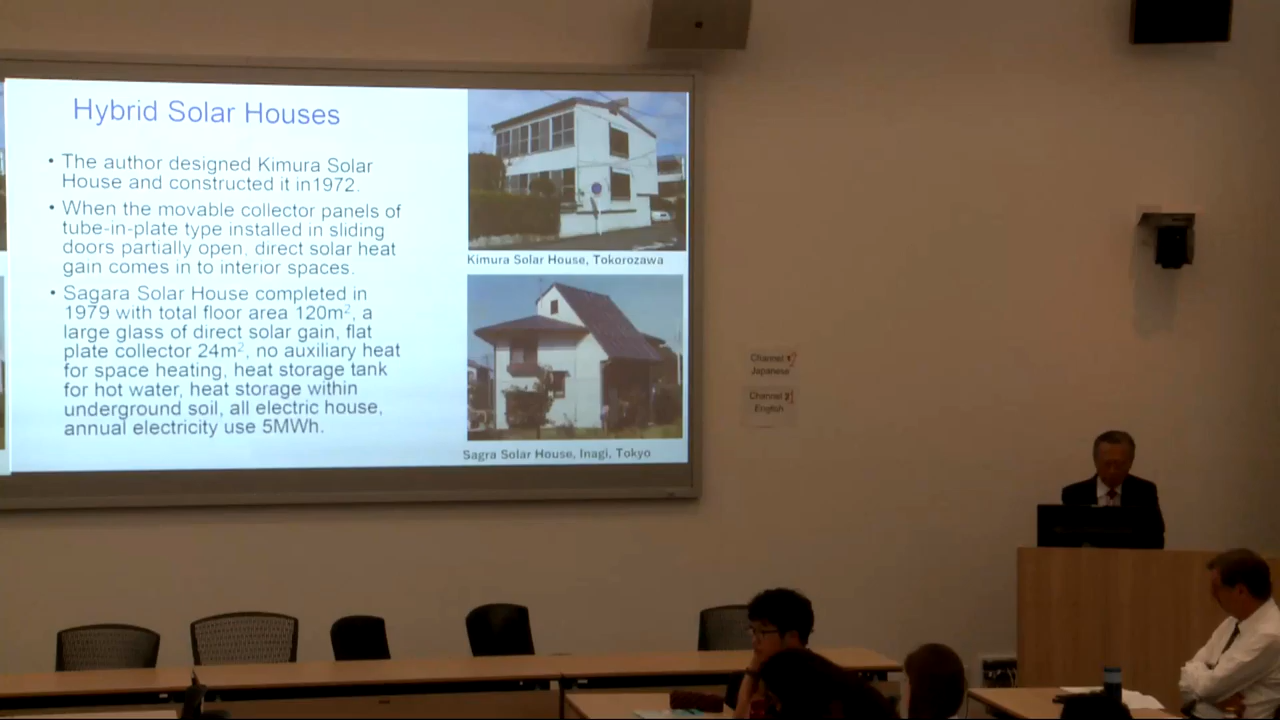 Hybrid Solar Houses
• The author designed Kimura Solar
House and constructed it in1972.
• When the movable collector panels of
tube-in-plate type installed in sliding
doors partially open, direct solar heat
gain comes in to interior spaces.
• Sagara Solar House completed in
1979 with total floor area 120m², a
large glass of direct solar gain, flat
plate collector 24m², no auxiliary heat
for space heating, heat storage tank
for hot water, heat storage within
underground soil, all electric house,
annual electricity use 5MWh.
Kimura Solar House, Tokorozawa
Sagra Solar House, Inagi, Tokyo
Channel
Japanese
Channel
English